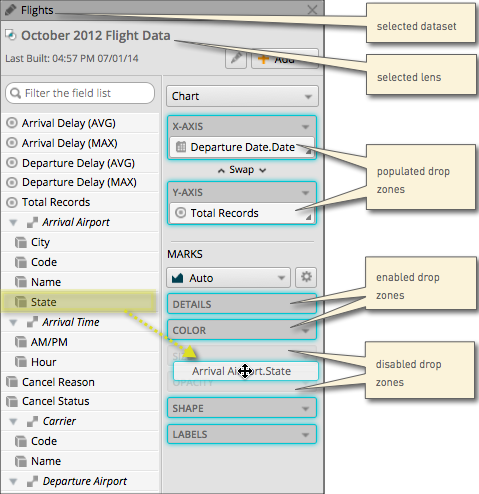 Flights
October 2012 Flight Data
Last Built: 04:57 PM 07/01/14
Add
Filter the field list
Arrival Delay (AVG)
Arrival Delay (MAX)
Departure Delay (AVG)
Departure Delay (MAX)
Total Records
Arrival Airport
City
Code
Name
State
Arrival Time
AM/PM
Hour
Cancel Reason
Cancel Status
Carrier
Code
Name
Departure Airport
Chart
X-AXIS
Departure Date.Date
Swap
Y-AXIS
Total Records
MARKS
Auto
DETAILS
COLOR
Arrival Airport.State
OPACITY
SHAPE
LABELS
selected dataset
selected lens
populated drop
zones
enabled drop
zones
disabled drop
zones